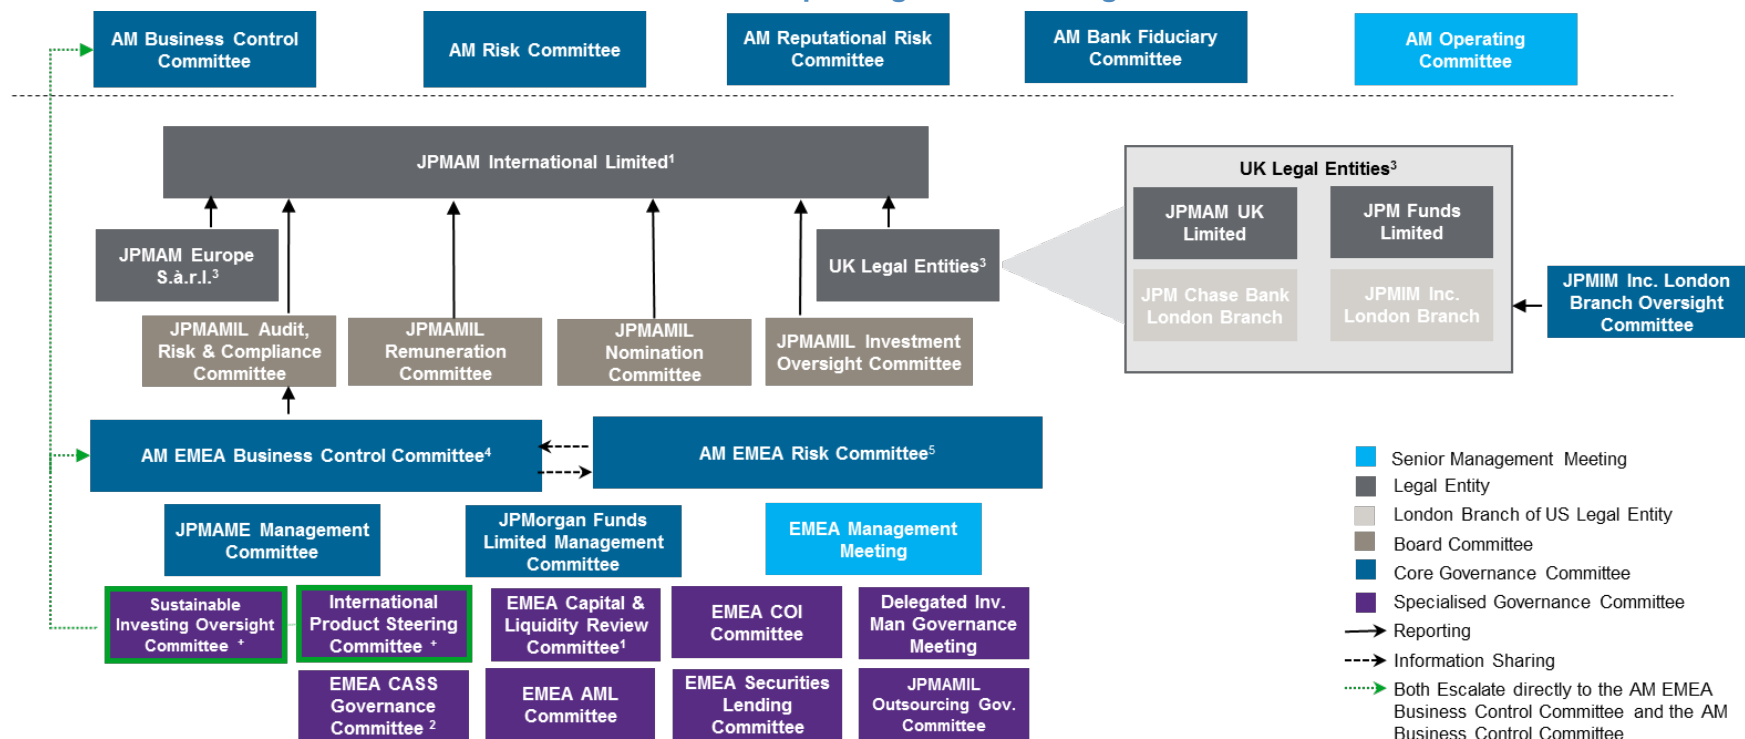 AM Business Control
Committee
AM Risk Committee
AM Reputational Risk
Committee
AM Bank Fiduciary
Committee
AM Operating
Committee
JPMAM International Limited¹
JPMAM Europe
S.à.r.l.³
UK Legal Entities³
UK Legal Entities³
JPMAM UK
Limited
JPM Funds
Limited
JPM Chase Bank
London Branch
JPMIM Inc.
London Branch
JPMIM Inc. London
Branch Oversight
Committee
JPMAMIL Audit,
Risk & Compliance
Committee
JPMAMIL
Remuneration
Committee
JPMAMIL
Nomination
Committee
JPMAMIL Investment
Oversight Committee
AM EMEA Business Control Committee⁴
AM EMEA Risk Committee⁵
JPMAME Management
Committee
JPMorgan Funds
Limited Management
Committee
EMEA Management
Meeting
Sustainable
Investing Oversight
Committee ⁺
International
Product Steering
Committee ⁺
EMEA Capital &
Liquidity Review
Committee¹
EMEA COI
Committee
Delegated Inv.
Man Governance
Meeting
EMEA CASS
Governance
Committee ²
EMEA AML
Committee
EMEA Securities
Lending
Committee
JPMAMIL
Outsourcing Gov.
Committee
Senior Management Meeting
Legal Entity
London Branch of US Legal Entity
Board Committee
Core Governance Committee
Specialised Governance Committee
Reporting
Information Sharing
Both Escalate directly to the AM EMEA
Business Control Committee and the AM
Business Control Committee